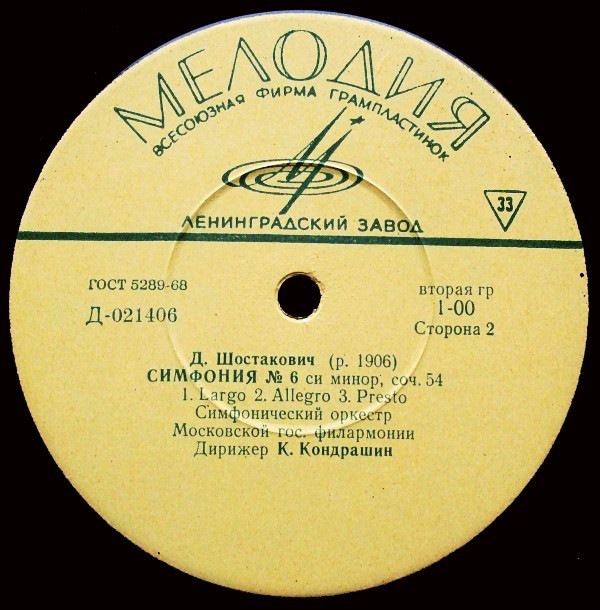 МЕЛОДИЯ
ВСЕСОЮЗНАЯ ФИРМА ГРАМПЛАСТИНОК
ЛЕНИНГРАДСКИЙ ЗАВОД
33
ГОСТ 5289-68
Д-021406
вторая гр
1-00
Сторона 2
Д. Шостакович (р. 1906)
СИМФОНИЯ № 6 си минор, соч. 54
1. Largo 2. Allegro 3. Presto
Симфонический оркестр
Московской гос. филармонии
Дирижер К. Кондрашин